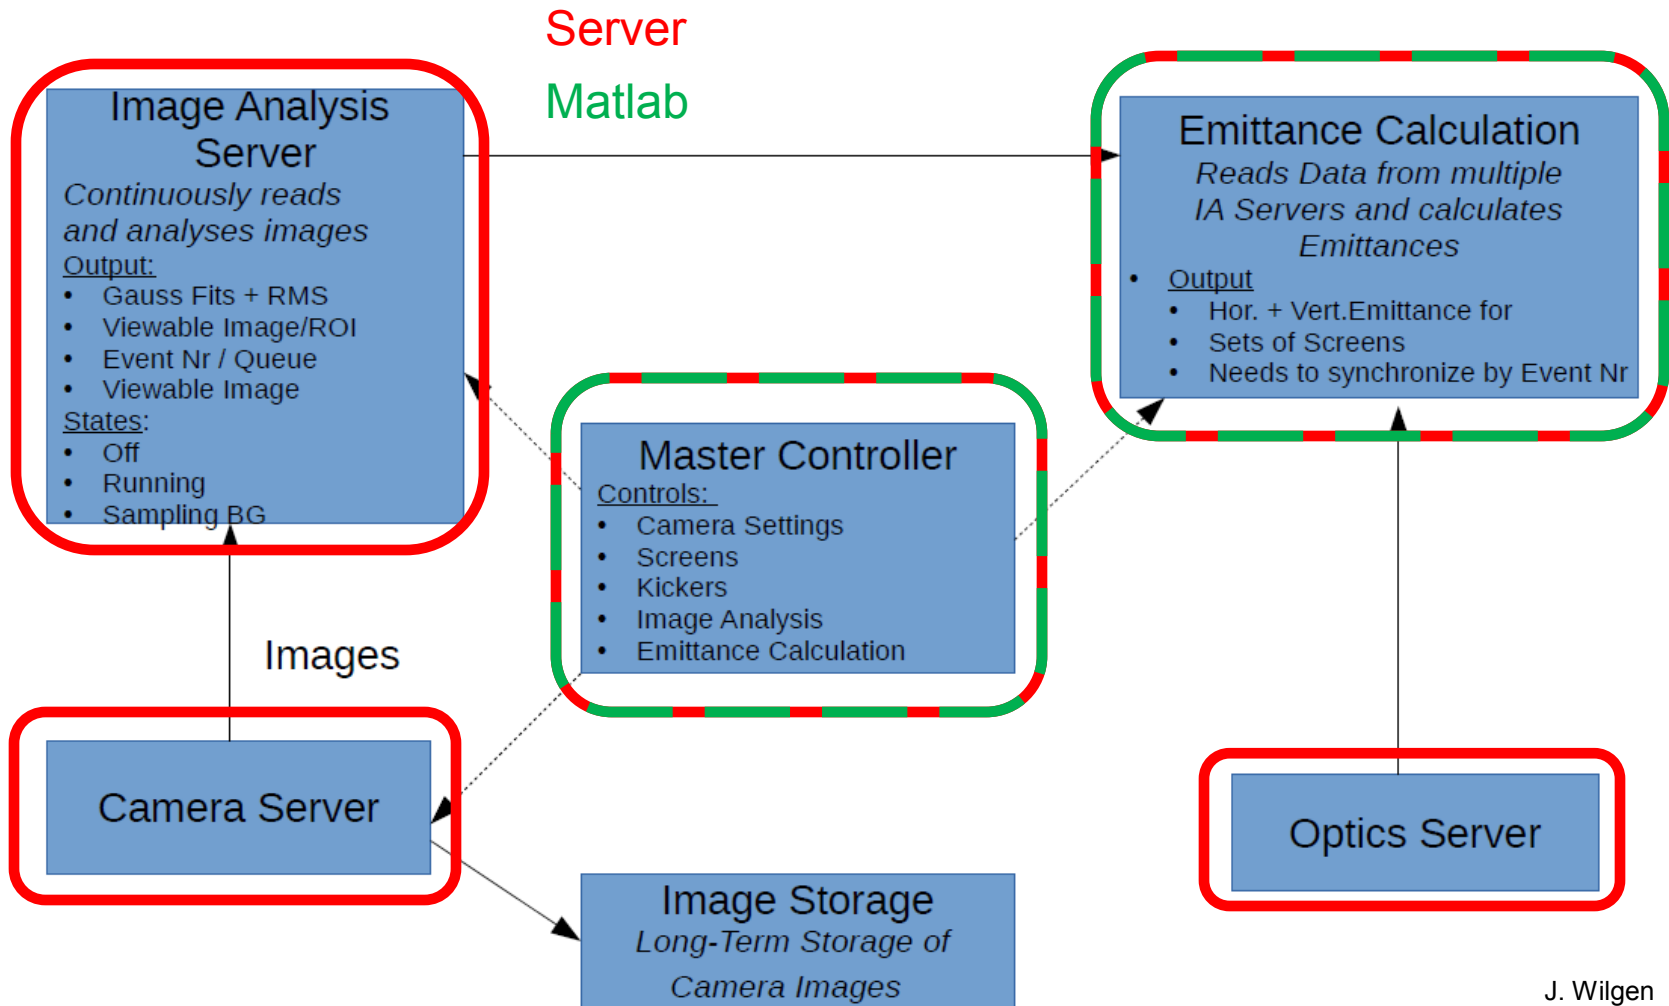 Server
Matlab
Image Analysis
Server
Continuously reads
and analyses images
Output:
• Gauss Fits + RMS
• Viewable Image/ROI
• Event Nr / Queue
• Viewable Image
States:
• Off
• Running
• Sampling BG
Emittance Calculation
Reads Data from multiple
IA Servers and calculates
Emittances
• Output
• Hor. + Vert.Emittance for
• Sets of Screens
• Needs to synchronize by Event Nr
Master Controller
Controls:
• Camera Settings
• Screens
• Kickers
• Image Analysis
• Emittance Calculation
Images
Camera Server
Optics Server
Image Storage
Long-Term Storage of
Camera Images
J. Wilgen